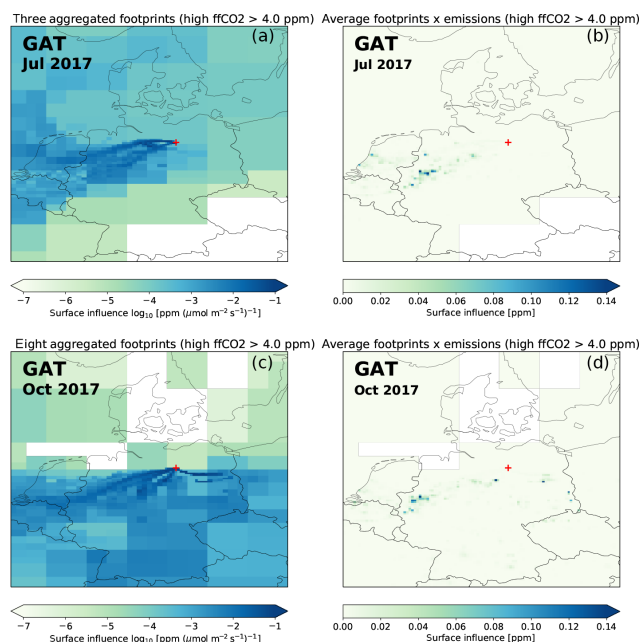 Three aggregated footprints (high ffCO2 > 4.0 ppm)
GAT
Jul 2017
(a)
−7 −6 −5 −4 −3 −2 −1
Surface influence log₁₀ [ppm (μmol m⁻² s⁻¹)⁻¹]
Average footprints x emissions (high ffCO2 > 4.0 ppm)
GAT
Jul 2017
(b)
0.00 0.02 0.04 0.06 0.08 0.10 0.12 0.14
Surface influence [ppm]
Eight aggregated footprints (high ffCO2 > 4.0 ppm)
GAT
Oct 2017
(c)
−7 −6 −5 −4 −3 −2 −1
Surface influence log₁₀ [ppm (μmol m⁻² s⁻¹)⁻¹]
Average footprints x emissions (high ffCO2 > 4.0 ppm)
GAT
Oct 2017
(d)
0.00 0.02 0.04 0.06 0.08 0.10 0.12 0.14
Surface influence [ppm]